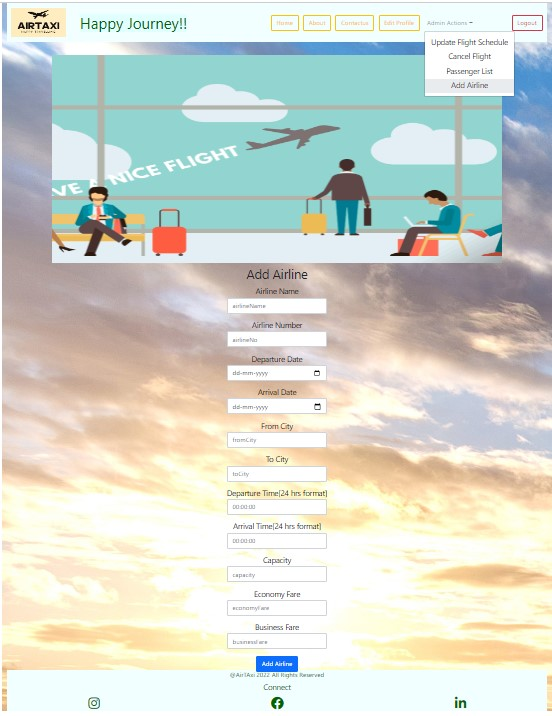 AIRTAXI
Happy Journey!!
Home
About
Contactus
Edit Profile
Admin Actions
Logout
Update Flight Schedule
Cancel Flight
Passenger List
Add Airline
VE A NICE FLIGHT
Add Airline
Airline Name
airlineName
Airline Number
airlineNo
Departure Date
dd-mm-yyyy
Arrival Date
dd-mm-yyyy
From City
fromCity
To City
toCity
Departure Time(24 hrs format)
00:00:00
Arrival Time(24 hrs format)
00:00:00
Capacity
capacity
Economy Fare
economyFare
Business Fare
businessFare
Add Airline
@AirTAxi 2022 All Rights Reserved
Connect